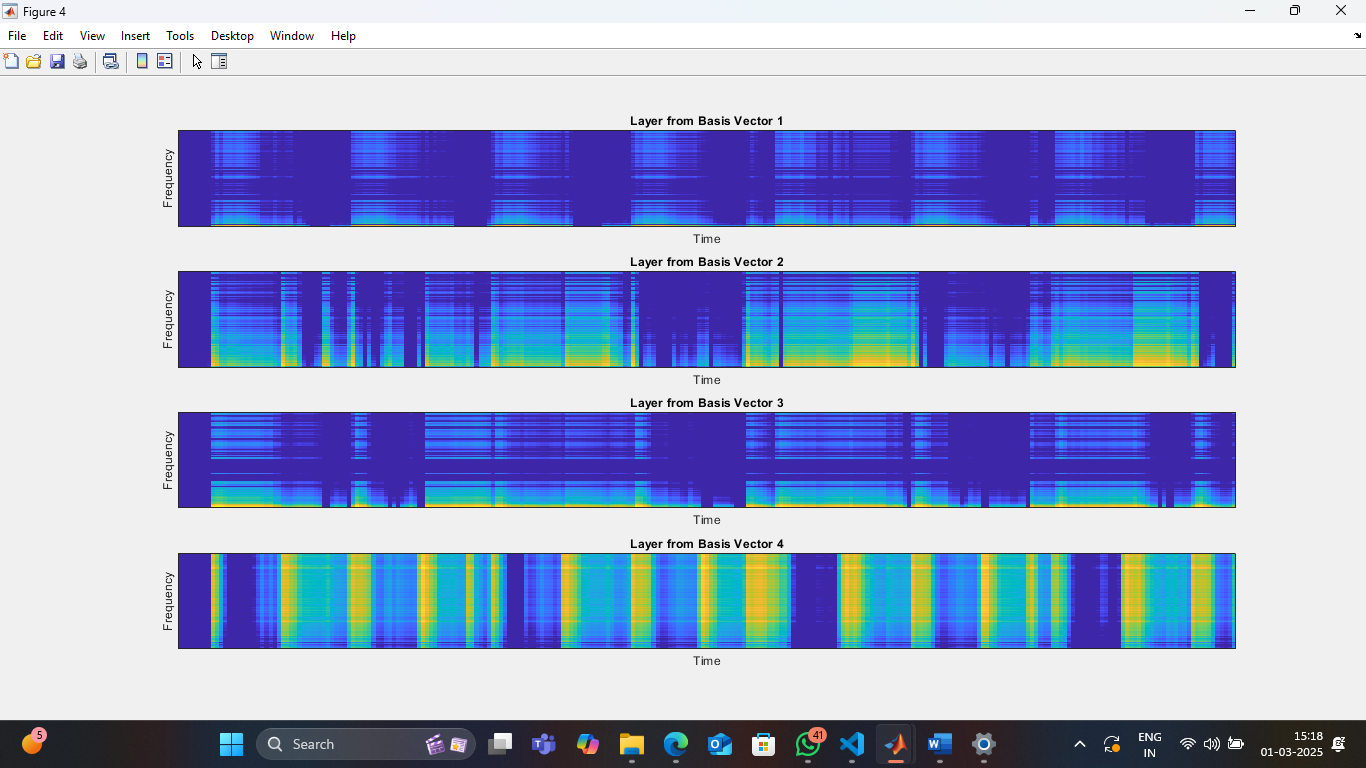 Figure 4
File Edit View Insert Tools Desktop Window Help
Layer from Basis Vector 1
Frequency
Time
Layer from Basis Vector 2
Frequency
Time
Layer from Basis Vector 3
Frequency
Time
Layer from Basis Vector 4
Frequency
Time
5
Search
41
ENG
IN
15:18
01-03-2025